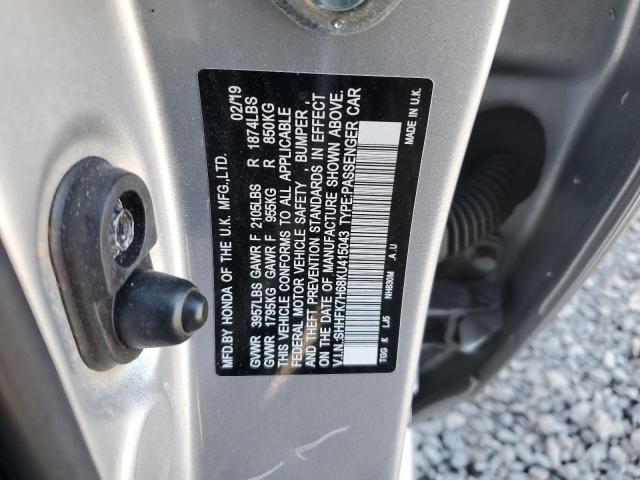 MFD.BY HONDA OF THE U.K. MFG.,LTD. 02/19
GVWR 3957LBS GAWR F 2105LBS R 1874LBS
GVWR 1795KG GAWR F 955KG R 850KG
THIS VEHICLE CONFORMS TO ALL APPLICABLE
FEDERAL MOTOR VEHICLE SAFETY , BUMPER ,
AND THEFT PREVENTION STANDARDS IN EFFECT
ON THE DATE OF MANUFACTURE SHOWN ABOVE.
V.I.N.:SHHFK7H68KU415043 TYPE:PASSENGER CAR
TGG K LJ5 NH830M .A.U MADE IN U.K.